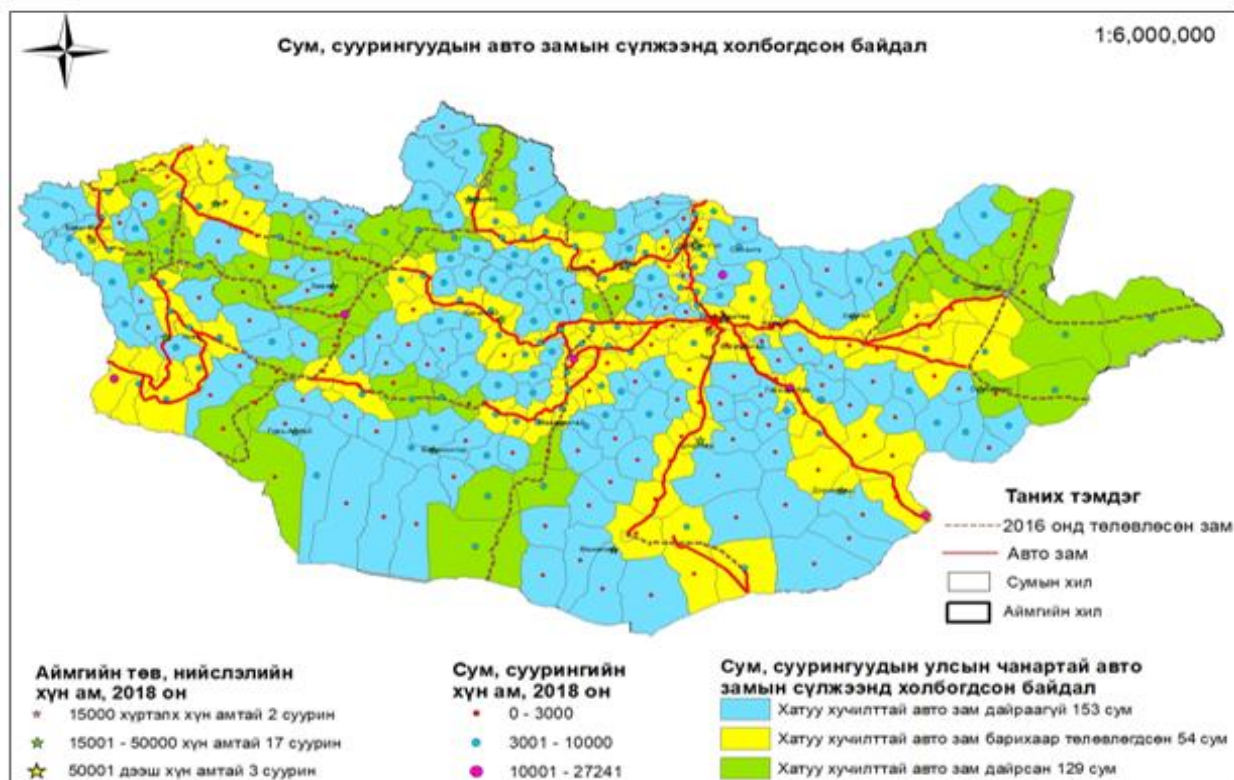 Сум, суурингуудын авто замын сүлжээнд холбогдсон байдал
1:6,000,000
Таних тэмдэг
2016 онд төлөвлөсөн зам
Авто зам
Сумын хил
Аймгийн хил
Аймгийн төв, нийслэлийн
хүн ам, 2018 он
15000 хүртэлх хүн амтай 2 суурин
15001 - 50000 хүн амтай 17 суурин
50001 дээш хүн амтай 3 суурин
Сум, суурингийн
хүн ам, 2018 он
0 - 3000
3001 - 10000
10001 - 27241
Сум, суурингуудын улсын чанартай авто
замын сүлжээнд холбогдсон байдал
Хатуу хучилттай авто зам дайраагүй 153 сум
Хатуу хучилттай авто зам барихаар төлөвлөгдсөн 54 сум
Хатуу хучилттай авто зам дайрсан 129 сум